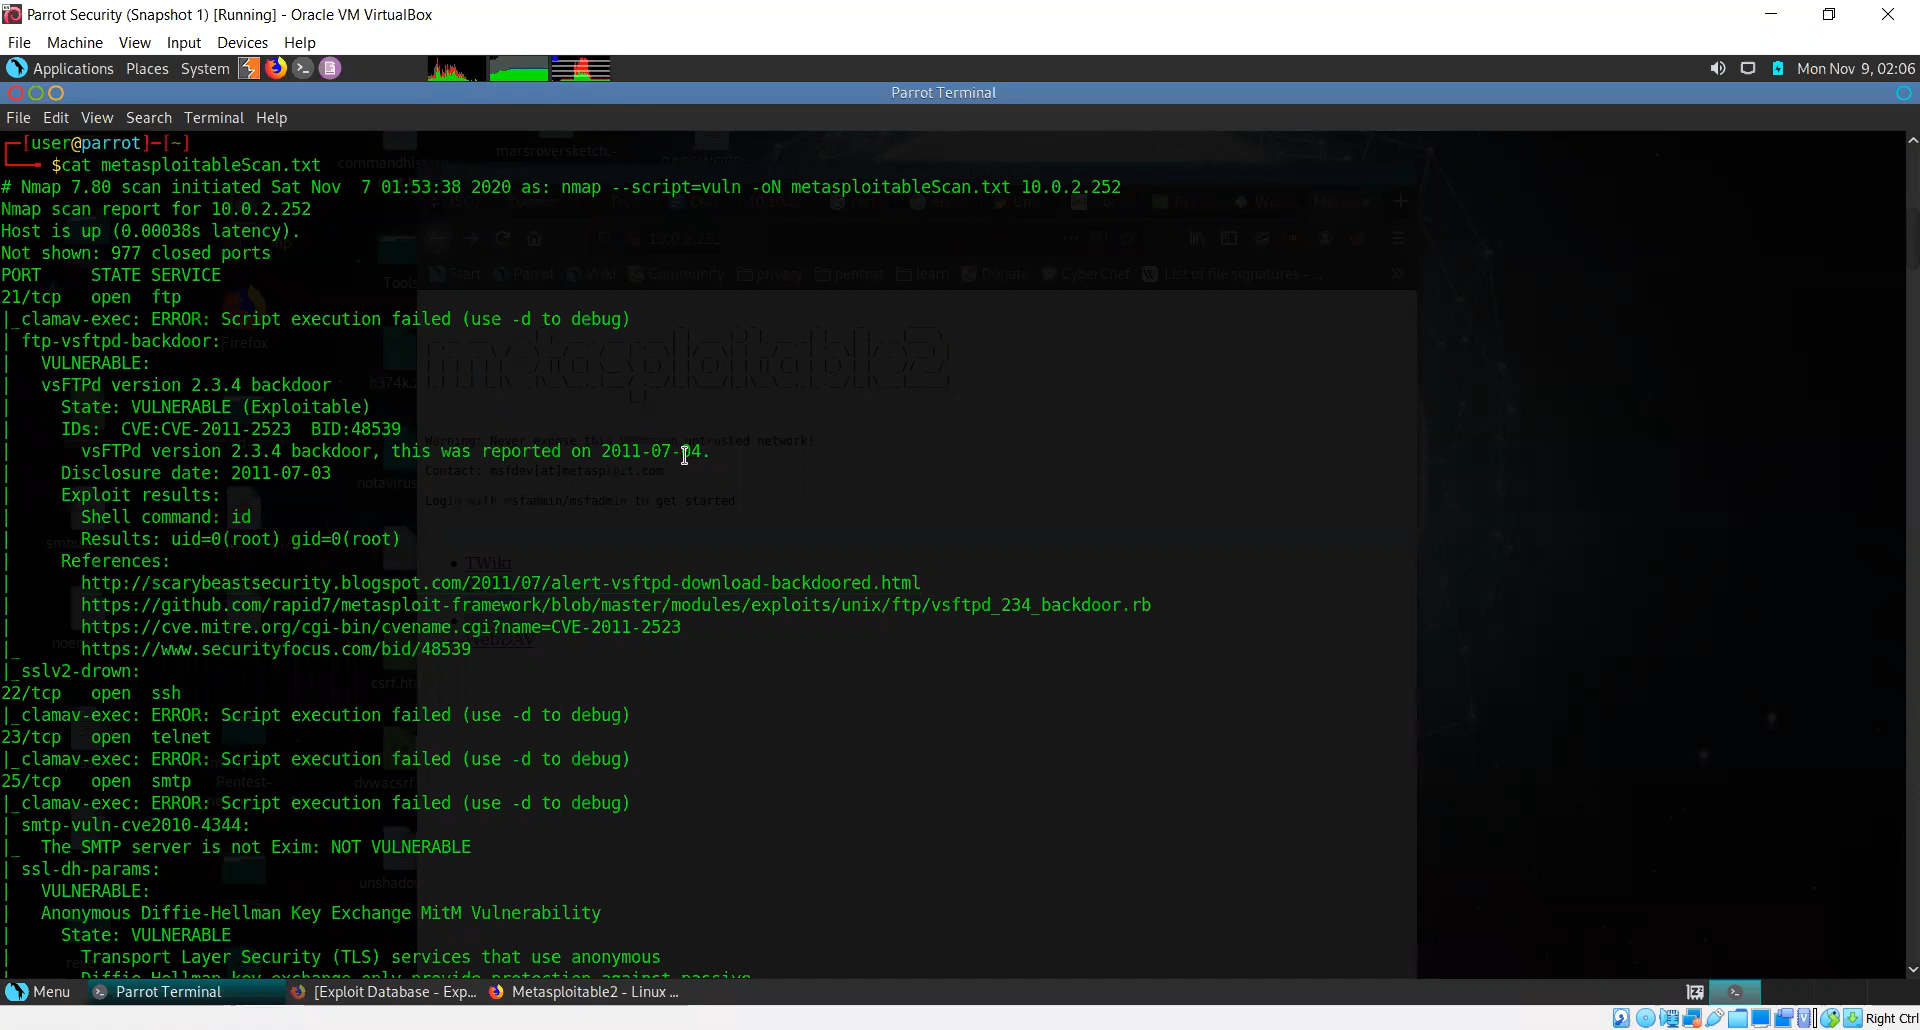 Parrot Security (Snapshot 1) [Running] - Oracle VM VirtualBox
File Machine View Input Devices Help
Applications Places System Mon Nov 9, 02:06
Parrot Terminal
File Edit View Search Terminal Help
[user@parrot]-[~]
$cat metasploitableScan.txt
# Nmap 7.80 scan initiated Sat Nov  7 01:53:38 2020 as: nmap --script=vuln -oN metasploitableScan.txt 10.0.2.252
Nmap scan report for 10.0.2.252
Host is up (0.00038s latency).
Not shown: 977 closed ports
PORT STATE SERVICE
21/tcp open ftp
|_clamav-exec: ERROR: Script execution failed (use -d to debug)
| ftp-vsftpd-backdoor:
| VULNERABLE:
| vsFTPd version 2.3.4 backdoor
| State: VULNERABLE (Exploitable)
| IDs: CVE:CVE-2011-2523 BID:48539
| vsFTPd version 2.3.4 backdoor, this was reported on 2011-07-04.
| Disclosure date: 2011-07-03
| Exploit results:
| Shell command: id
| Results: uid=0(root) gid=0(root)
| References:
| http://scarybeastsecurity.blogspot.com/2011/07/alert-vsftpd-download-backdoored.html
| https://github.com/rapid7/metasploit-framework/blob/master/modules/exploits/unix/ftp/vsftpd_234_backdoor.rb
| https://cve.mitre.org/cgi-bin/cvename.cgi?name=CVE-2011-2523
|_ https://www.securityfocus.com/bid/48539
|_sslv2-drown:
22/tcp open ssh
|_clamav-exec: ERROR: Script execution failed (use -d to debug)
23/tcp open telnet
|_clamav-exec: ERROR: Script execution failed (use -d to debug)
25/tcp open smtp
|_clamav-exec: ERROR: Script execution failed (use -d to debug)
| smtp-vuln-cve2010-4344:
|_ The SMTP server is not Exim: NOT VULNERABLE
| ssl-dh-params:
| VULNERABLE:
| Anonymous Diffie-Hellman Key Exchange MitM Vulnerability
| State: VULNERABLE
| Transport Layer Security (TLS) services that use anonymous
| Diffie-Hellman key exchange only provide protection against passive
Menu Parrot Terminal [Exploit Database - Exp... Metasploitable2 - Linux ...
Right Ctrl